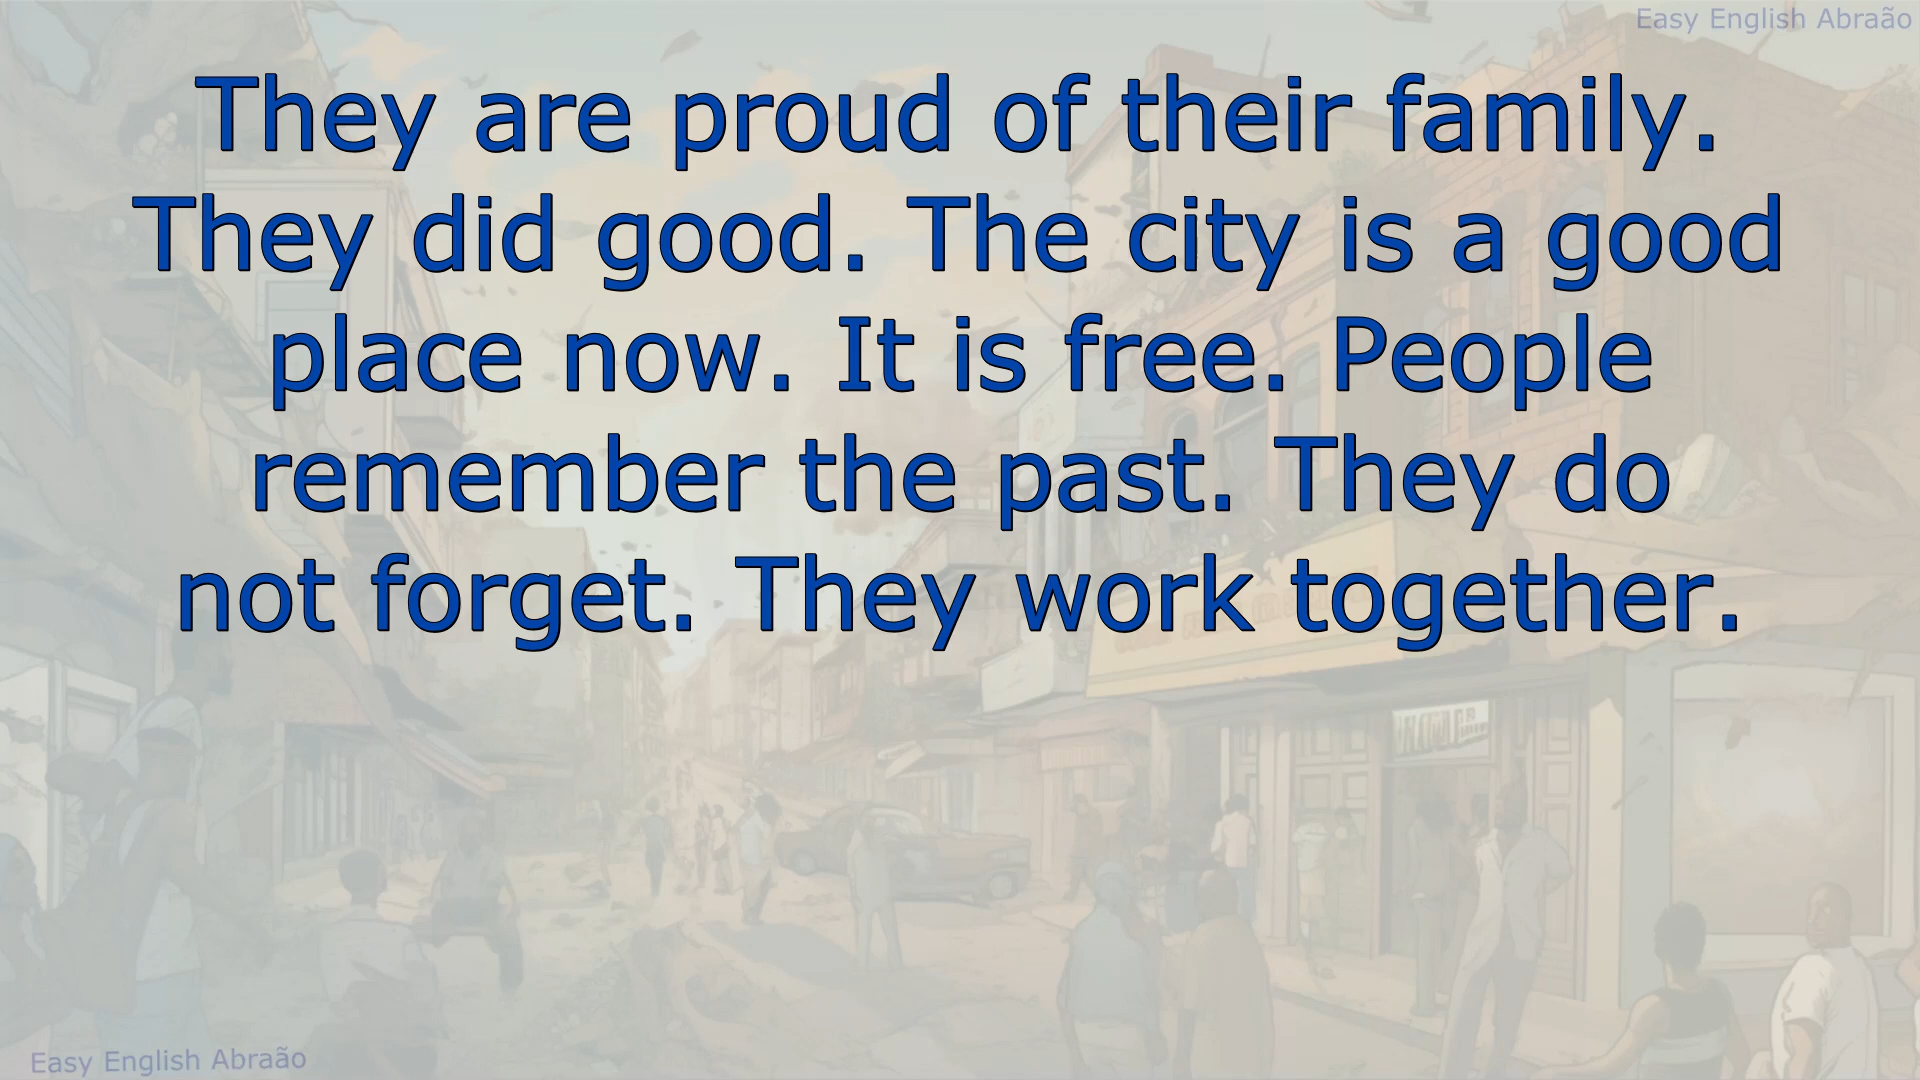 Easy English Abraão
They are proud of their family.
They did good. The city is a good
place now. It is free. People
remember the past. They do
not forget. They work together.
Easy English Abraão